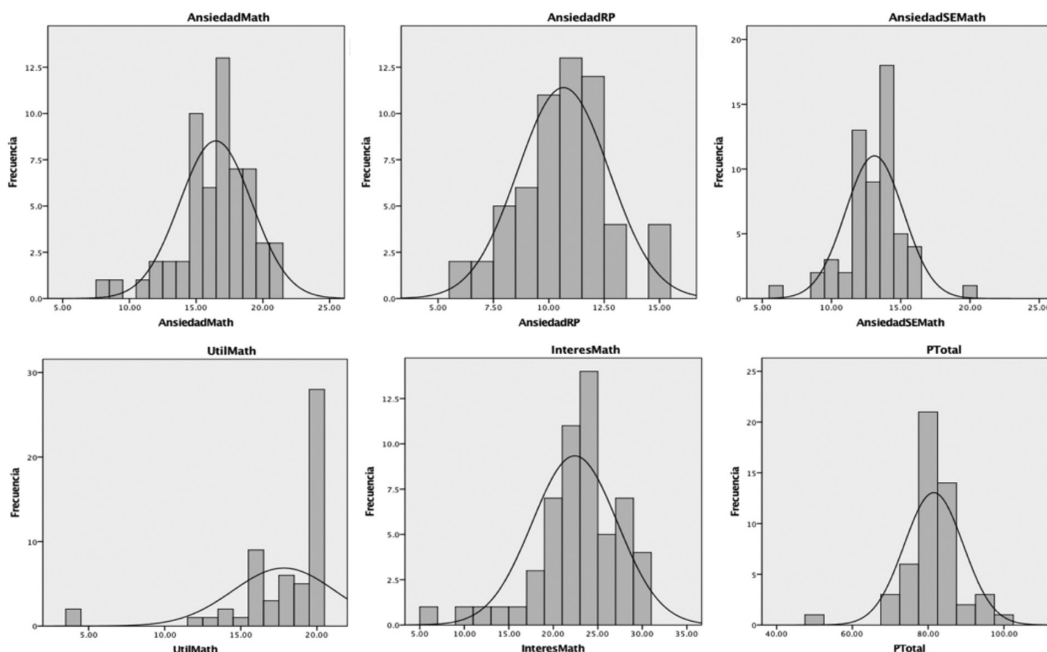 AnsiedadMath
Frecuencia
12.5
10.0
7.5
5.0
2.5
0.0
5.00 10.00 15.00 20.00 25.00
AnsiedadMath
AnsiedadRP
Frecuencia
12.5
10.0
7.5
5.0
2.5
0.0
5.00 7.50 10.00 12.50 15.00
AnsiedadRP
AnsiedadSEMath
Frecuencia
20
15
10
5
0
5.00 10.00 15.00 20.00 25.00
AnsiedadSEMath
UtilMath
Frecuencia
30
20
10
0
5.00 10.00 15.00 20.00
UtilMath
InteresMath
Frecuencia
12.5
10.0
7.5
5.0
2.5
0.0
5.00 10.00 15.00 20.00 25.00 30.00 35.00
InteresMath
PTotal
Frecuencia
25
20
15
10
5
0
40.00 60.00 80.00 100.00
PTotal